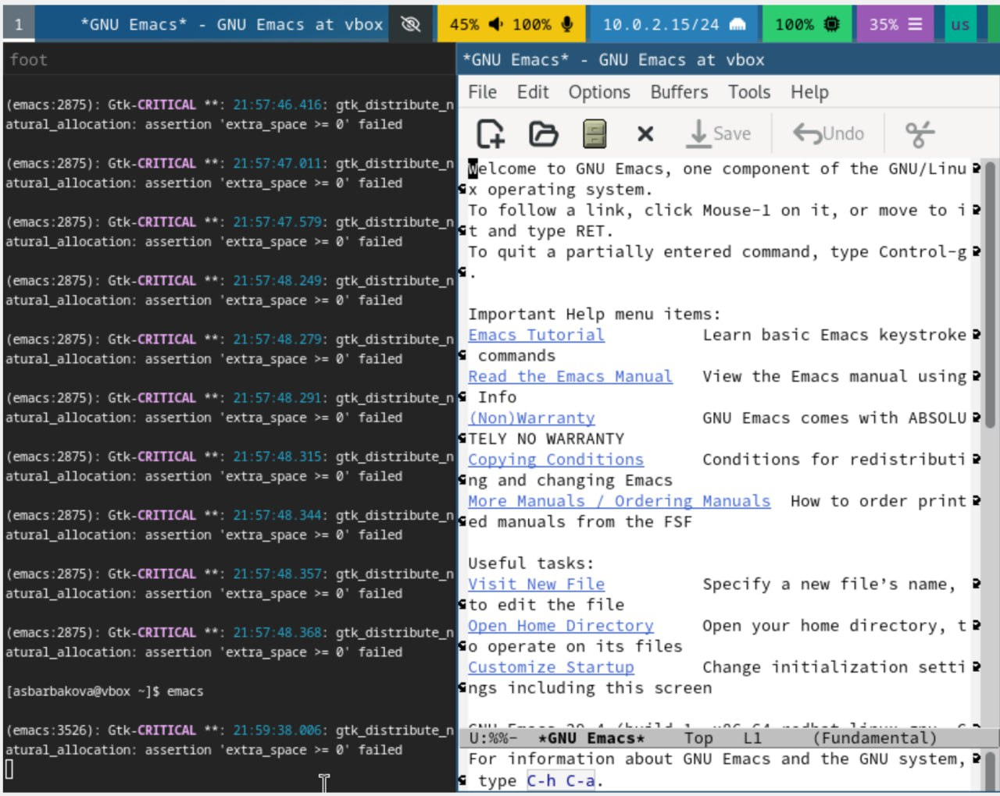 1 *GNU Emacs* - GNU Emacs at vbox 45% 100% 10.0.2.15/24 100% 35% us
foot
(emacs:2875): Gtk-CRITICAL **: 21:57:46.416: gtk_distribute_n
atural_allocation: assertion 'extra_space >= 0' failed
(emacs:2875): Gtk-CRITICAL **: 21:57:47.011: gtk_distribute_n
atural_allocation: assertion 'extra_space >= 0' failed
(emacs:2875): Gtk-CRITICAL **: 21:57:47.579: gtk_distribute_n
atural_allocation: assertion 'extra_space >= 0' failed
(emacs:2875): Gtk-CRITICAL **: 21:57:48.249: gtk_distribute_n
atural_allocation: assertion 'extra_space >= 0' failed
(emacs:2875): Gtk-CRITICAL **: 21:57:48.279: gtk_distribute_n
atural_allocation: assertion 'extra_space >= 0' failed
(emacs:2875): Gtk-CRITICAL **: 21:57:48.291: gtk_distribute_n
atural_allocation: assertion 'extra_space >= 0' failed
(emacs:2875): Gtk-CRITICAL **: 21:57:48.315: gtk_distribute_n
atural_allocation: assertion 'extra_space >= 0' failed
(emacs:2875): Gtk-CRITICAL **: 21:57:48.344: gtk_distribute_n
atural_allocation: assertion 'extra_space >= 0' failed
(emacs:2875): Gtk-CRITICAL **: 21:57:48.357: gtk_distribute_n
atural_allocation: assertion 'extra_space >= 0' failed
(emacs:2875): Gtk-CRITICAL **: 21:57:48.368: gtk_distribute_n
atural_allocation: assertion 'extra_space >= 0' failed
[asbarbakova@vbox ~]$ emacs
(emacs:3526): Gtk-CRITICAL **: 21:59:38.006: gtk_distribute_n
atural_allocation: assertion 'extra_space >= 0' failed
*GNU Emacs* - GNU Emacs at vbox
File Edit Options Buffers Tools Help
Save Undo
Welcome to GNU Emacs, one component of the GNU/Linu
x operating system.
To follow a link, click Mouse-1 on it, or move to i
t and type RET.
To quit a partially entered command, type Control-g
.
Important Help menu items:
Emacs Tutorial Learn basic Emacs keystroke
commands
Read the Emacs Manual View the Emacs manual using
Info
(Non)Warranty GNU Emacs comes with ABSOLU
TELY NO WARRANTY
Copying Conditions Conditions for redistributi
ng and changing Emacs
More Manuals / Ordering Manuals How to order print
ed manuals from the FSF
Useful tasks:
Visit New File Specify a new file’s name,
to edit the file
Open Home Directory Open your home directory, t
o operate on its files
Customize Startup Change initialization setti
ngs including this screen
U:%%- *GNU Emacs* Top L1 (Fundamental)
For information about GNU Emacs and the GNU system,
type C-h C-a.